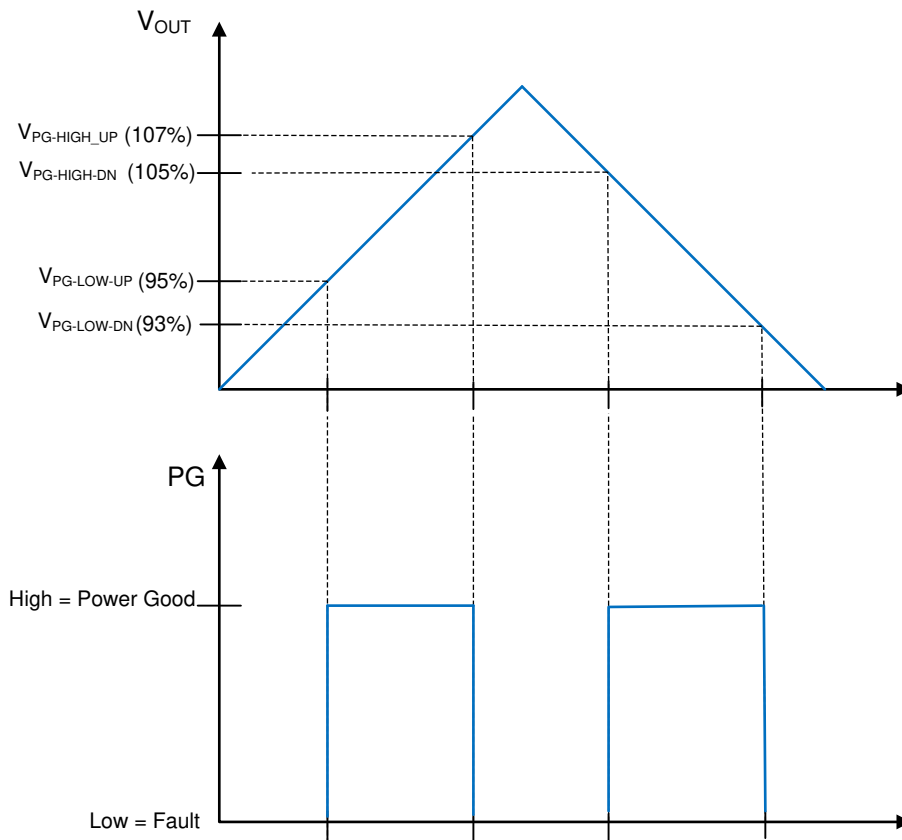 VOUT
VPG-HIGH_UP (107%)
VPG-HIGH-DN (105%)
VPG-LOW-UP (95%)
VPG-LOW-DN (93%)
PG
High = Power Good
Low = Fault